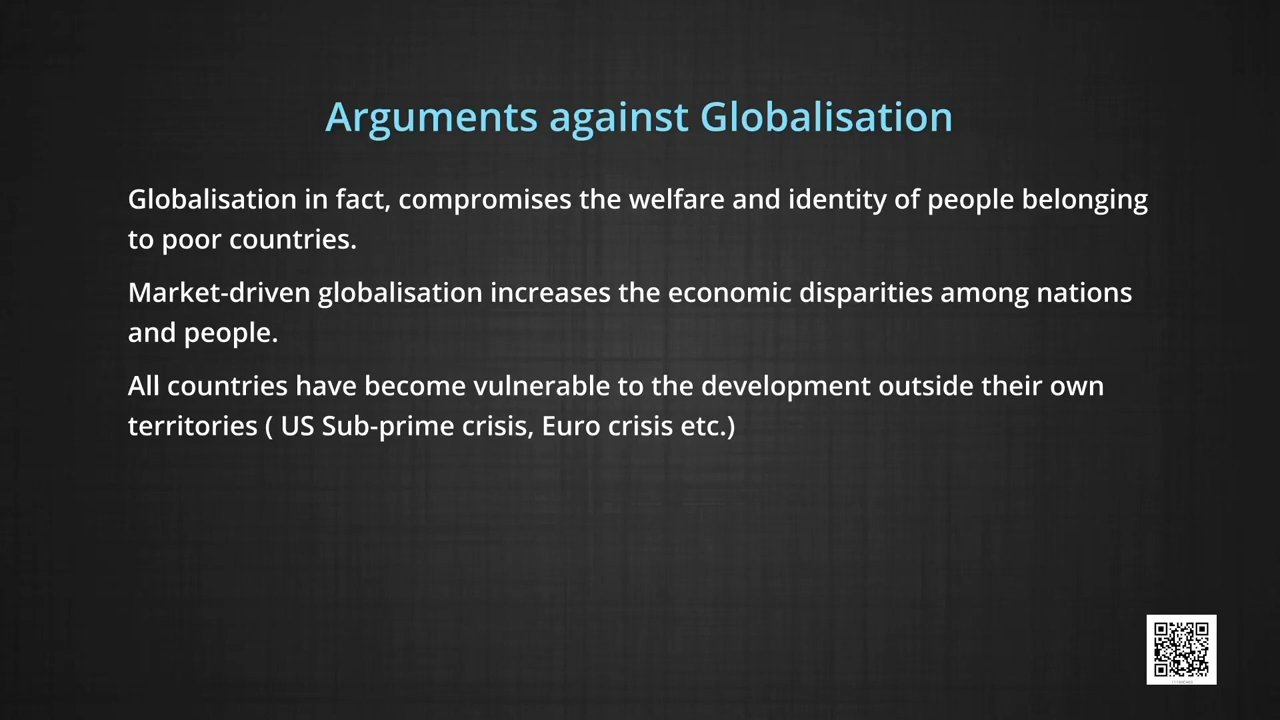 Arguments against Globalisation
Globalisation in fact, compromises the welfare and identity of people belonging
to poor countries.
Market-driven globalisation increases the economic disparities among nations
and people.
All countries have become vulnerable to the development outside their own
territories ( US Sub-prime crisis, Euro crisis etc.)